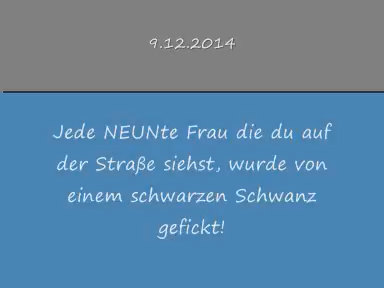 9.12.2014
Jede NEUNte Frau die du auf
der Straße siehst, wurde von
einem schwarzen Schwanz
gefickt!